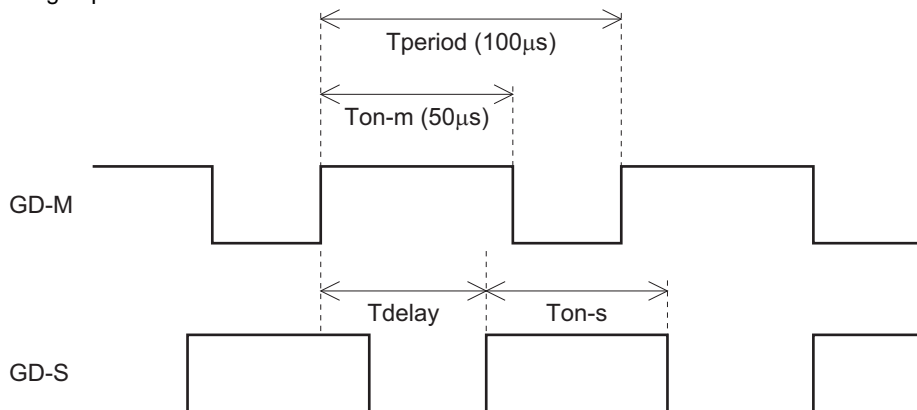 Tperiod (100μs)
Ton-m (50μs)
GD-M
Tdelay
Ton-s
GD-S